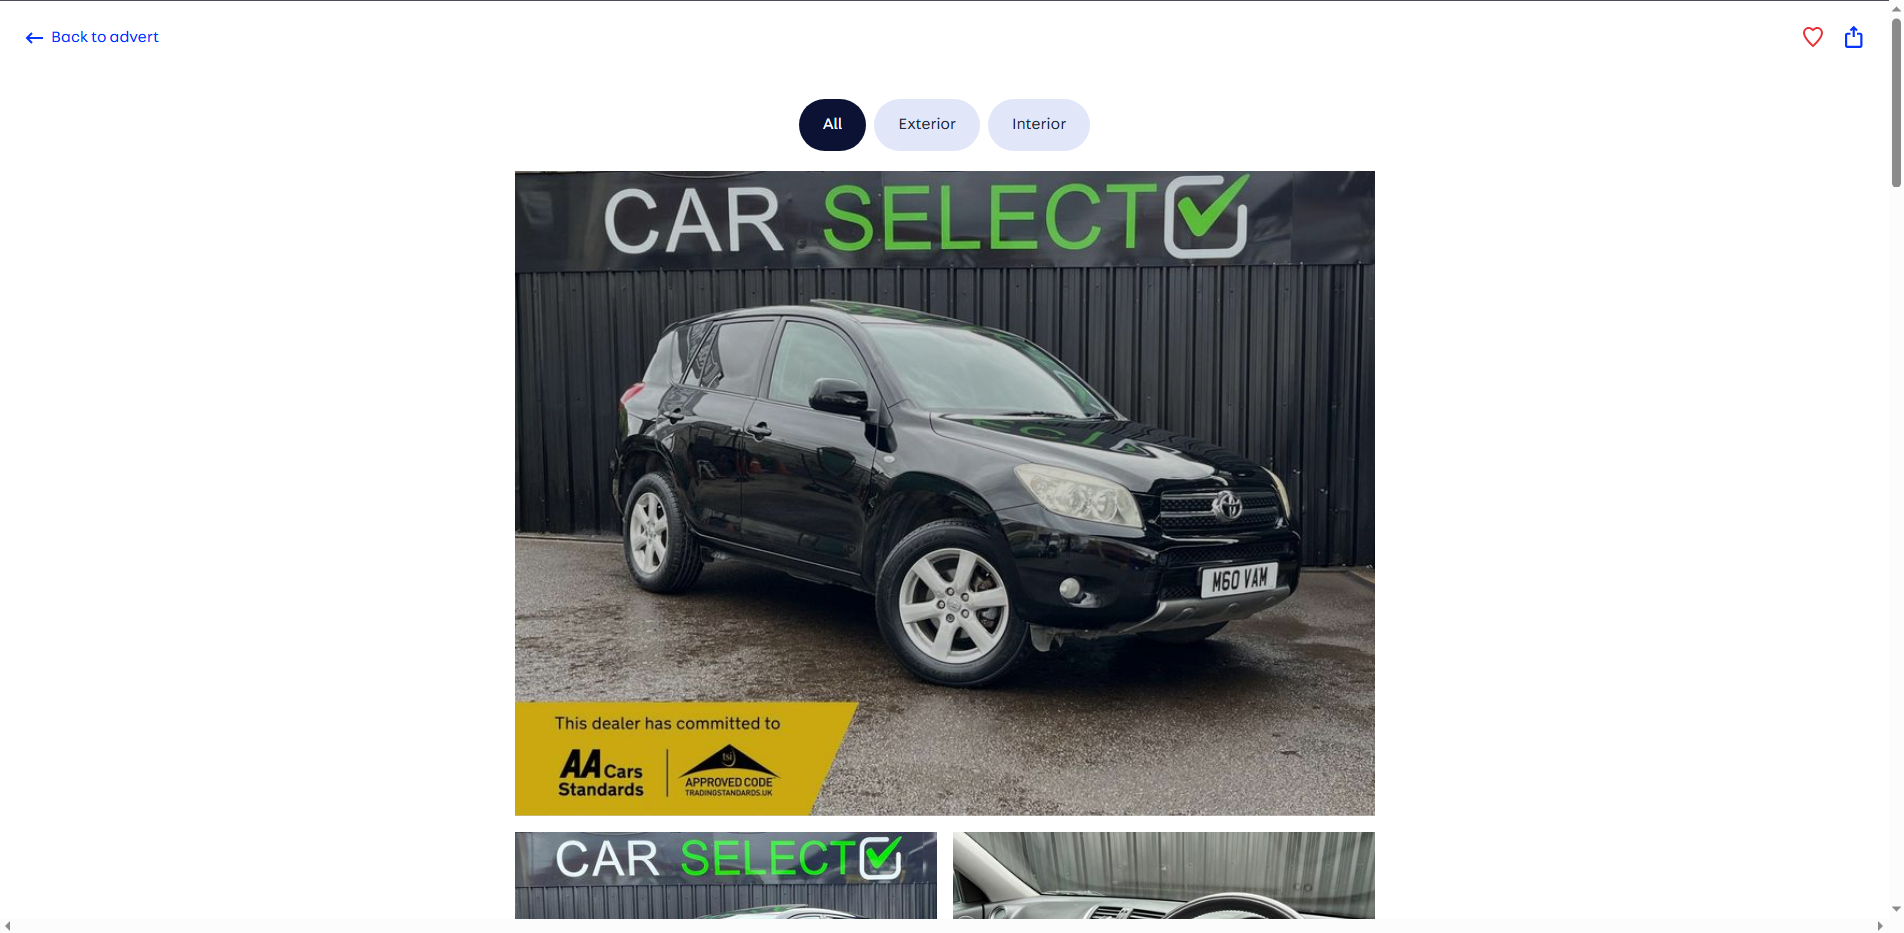 Back to advert
All
Exterior
Interior
CAR SELECT
M60 VAM
This dealer has committed to
AA Cars
Standards
tsi
APPROVED CODE
TRADINGSTANDARDS.UK
CAR SELECT